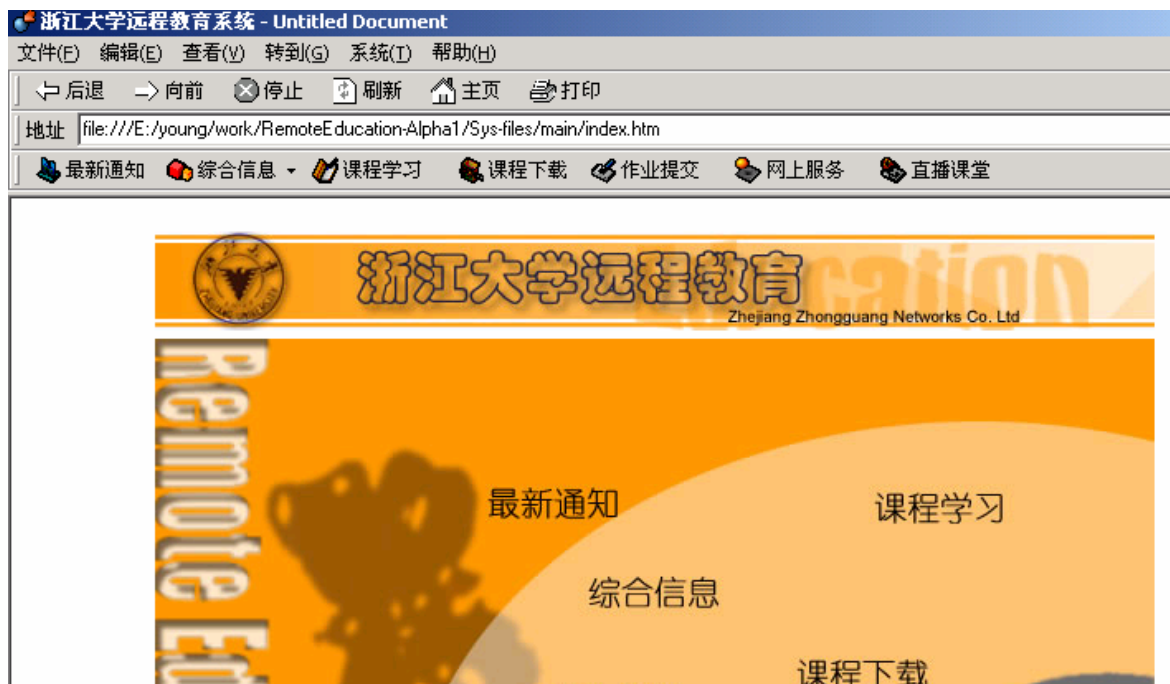 浙江大学远程教育系统 - Untitled Document
文件(F) 编辑(E) 查看(V) 转到(G) 系统(T) 帮助(H)
后退 向前 停止 刷新 主页 打印
地址 file:///E:/young/work/RemoteEducation-Alpha1/Sys-files/main/index.htm
最新通知 综合信息 课程学习 课程下载 作业提交 网上服务 直播课堂
浙江大学远程教育
Education
Zhejiang Zhongguang Networks Co. Ltd
Remote Ed
最新通知
课程学习
综合信息
课程下载